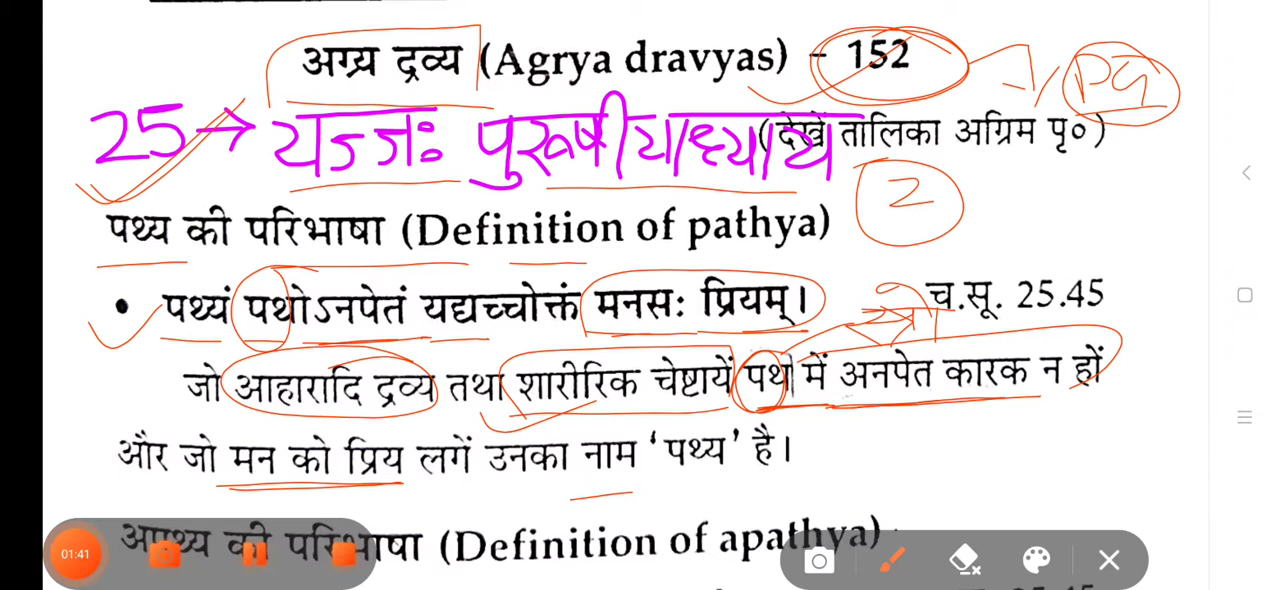 अग्र्य द्रव्य (Agrya dravyas) - 152
PG
25 → यज्जः पुरूषीयाध्याय
(देखें तालिका अग्रिम पृ०)
2
पथ्य की परिभाषा (Definition of pathya)
• पथ्यं पथोऽनपेतं यद्यच्चोक्तं मनसः प्रियम्। च.सू. 25.45
जो आहारादि द्रव्य तथा शारीरिक चेष्टायें पथ में अनपेत कारक न हों
और जो मन को प्रिय लगें उनका नाम 'पथ्य' है।
अपथ्य की परिभाषा (Definition of apathya)
01:41